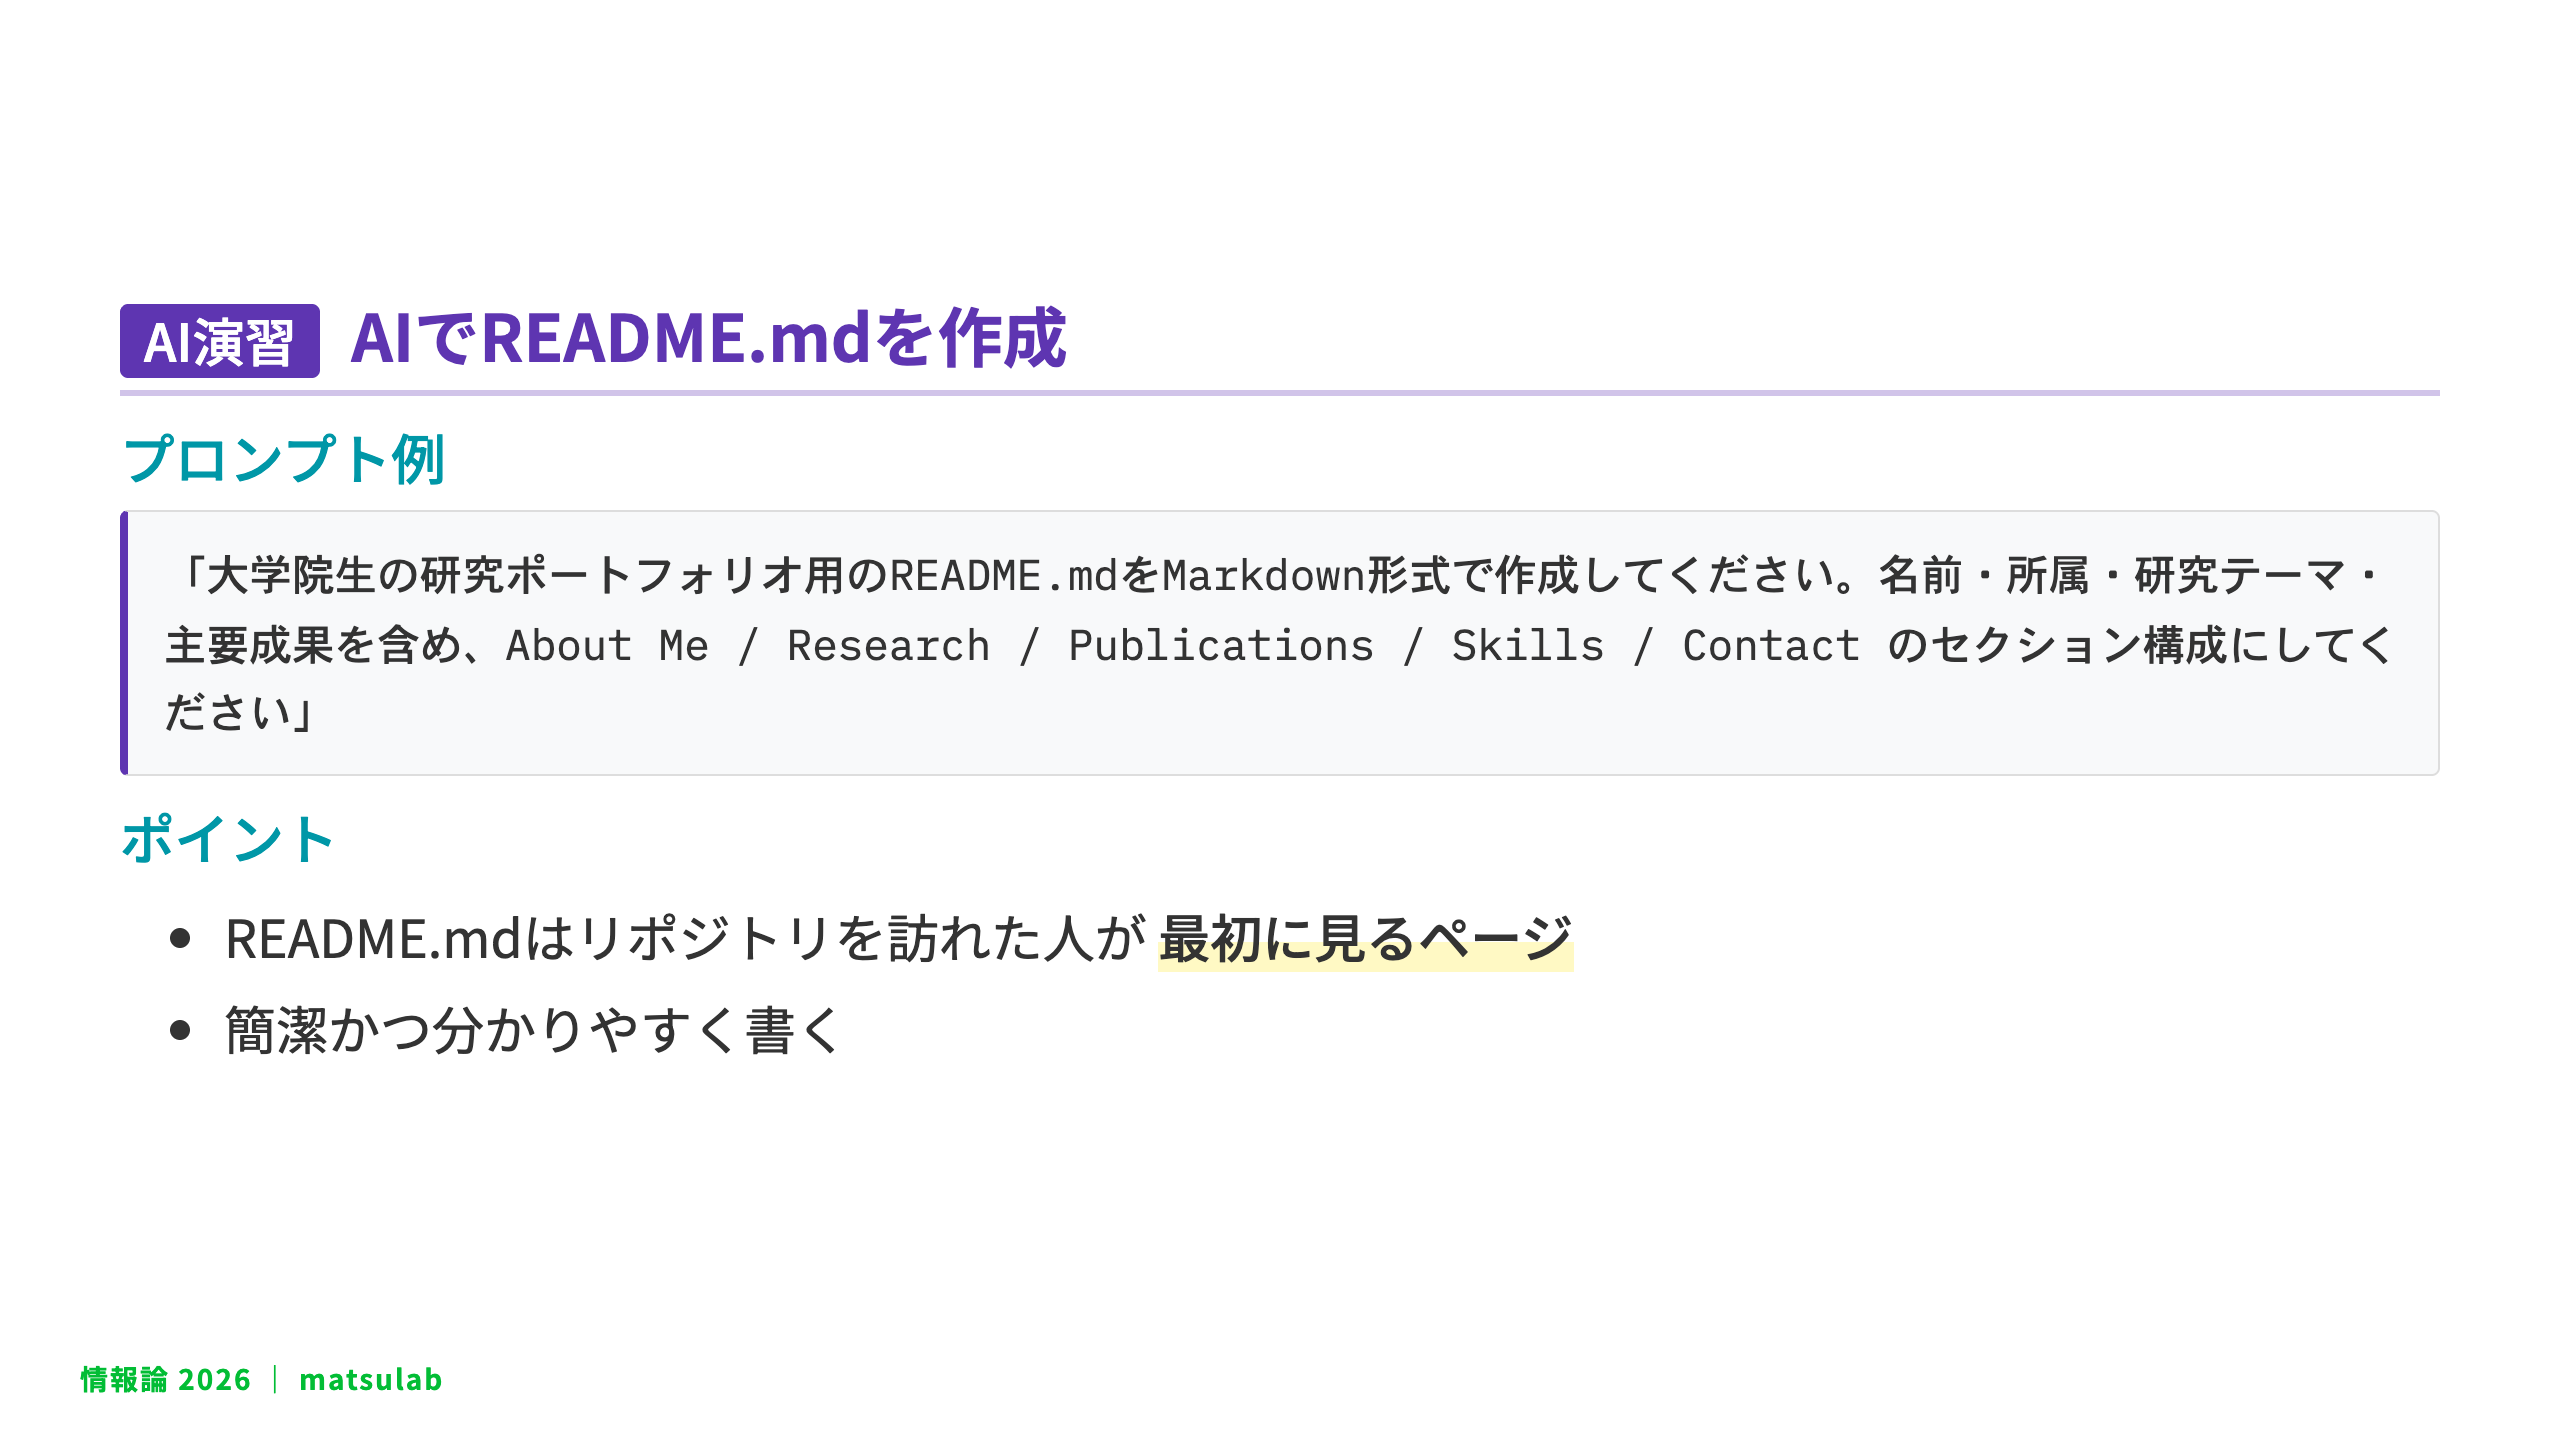 AI演習 AIでREADME.mdを作成
プロンプト例
「大学院生の研究ポートフォリオ用のREADME.mdをMarkdown形式で作成してください。名前・所属・研究テーマ・
主要成果を含め、About Me / Research / Publications / Skills / Contact のセクション構成にしてく
ださい」
ポイント
• README.mdはリポジトリを訪れた人が 最初に見るページ
• 簡潔かつ分かりやすく書く
情報論 2026 | matsulab